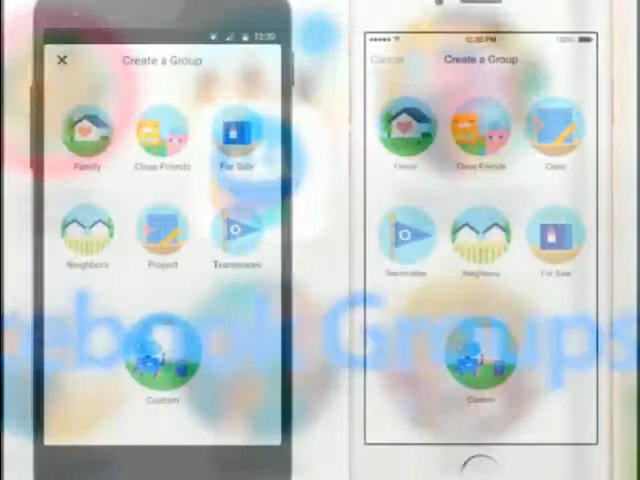 12:30
Create a Group
Family
Close Friends
For Sale
Neighbors
Project
Teammates
Custom
12:30 PM
100%
Cancel
Create a Group
Family
Close Friends
Class
Teammates
Neighbors
For Sale
Custom
ebook Groups